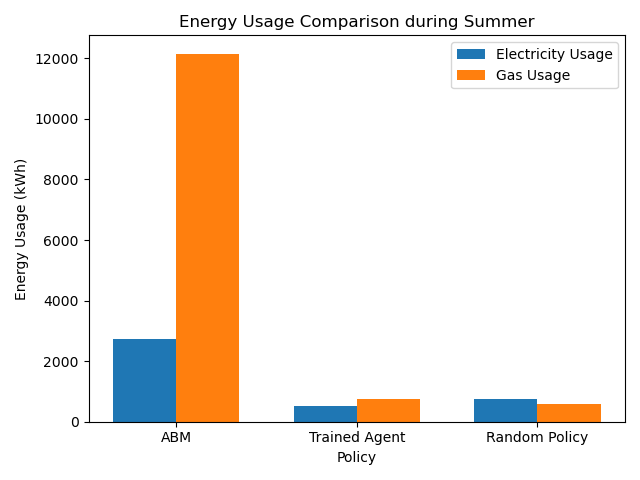 Energy Usage Comparison during Summer
Electricity Usage
Gas Usage
Energy Usage (kWh)
12000
10000
8000
6000
4000
2000
0
ABM
Trained Agent
Random Policy
Policy